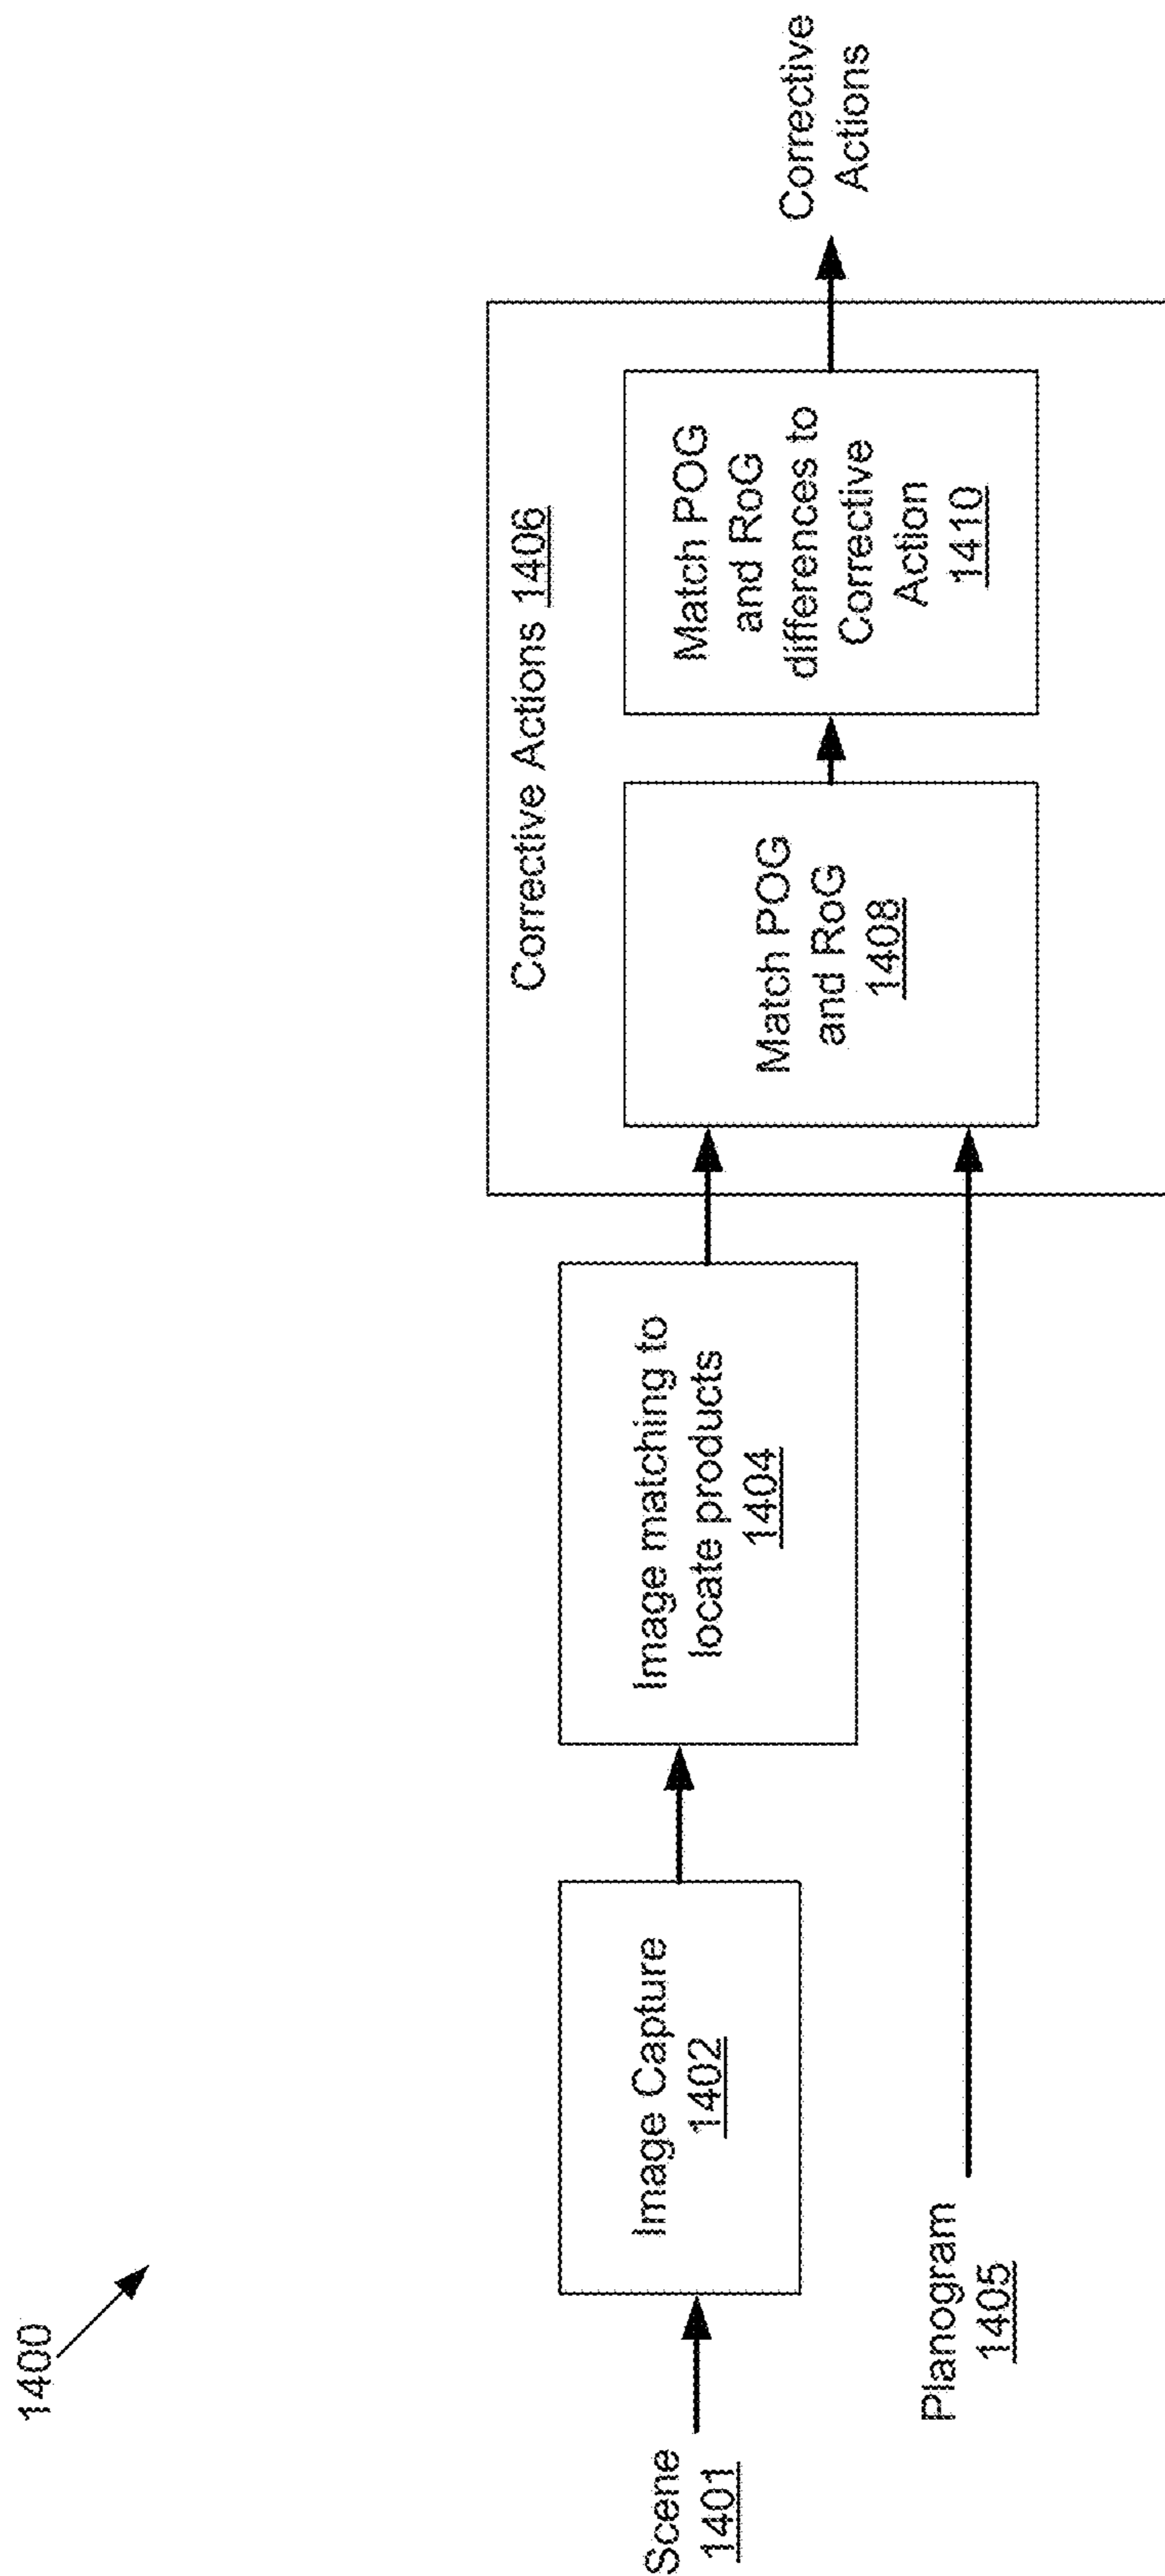 1400
Scene
1401
Image Capture
1402
Image matching to
locate products
1404
Planogram
1405
Corrective Actions 1406
Match POG
and RoG
1408
Match POG
and RoG
differences to
Corrective
Action
1410
Corrective
Actions